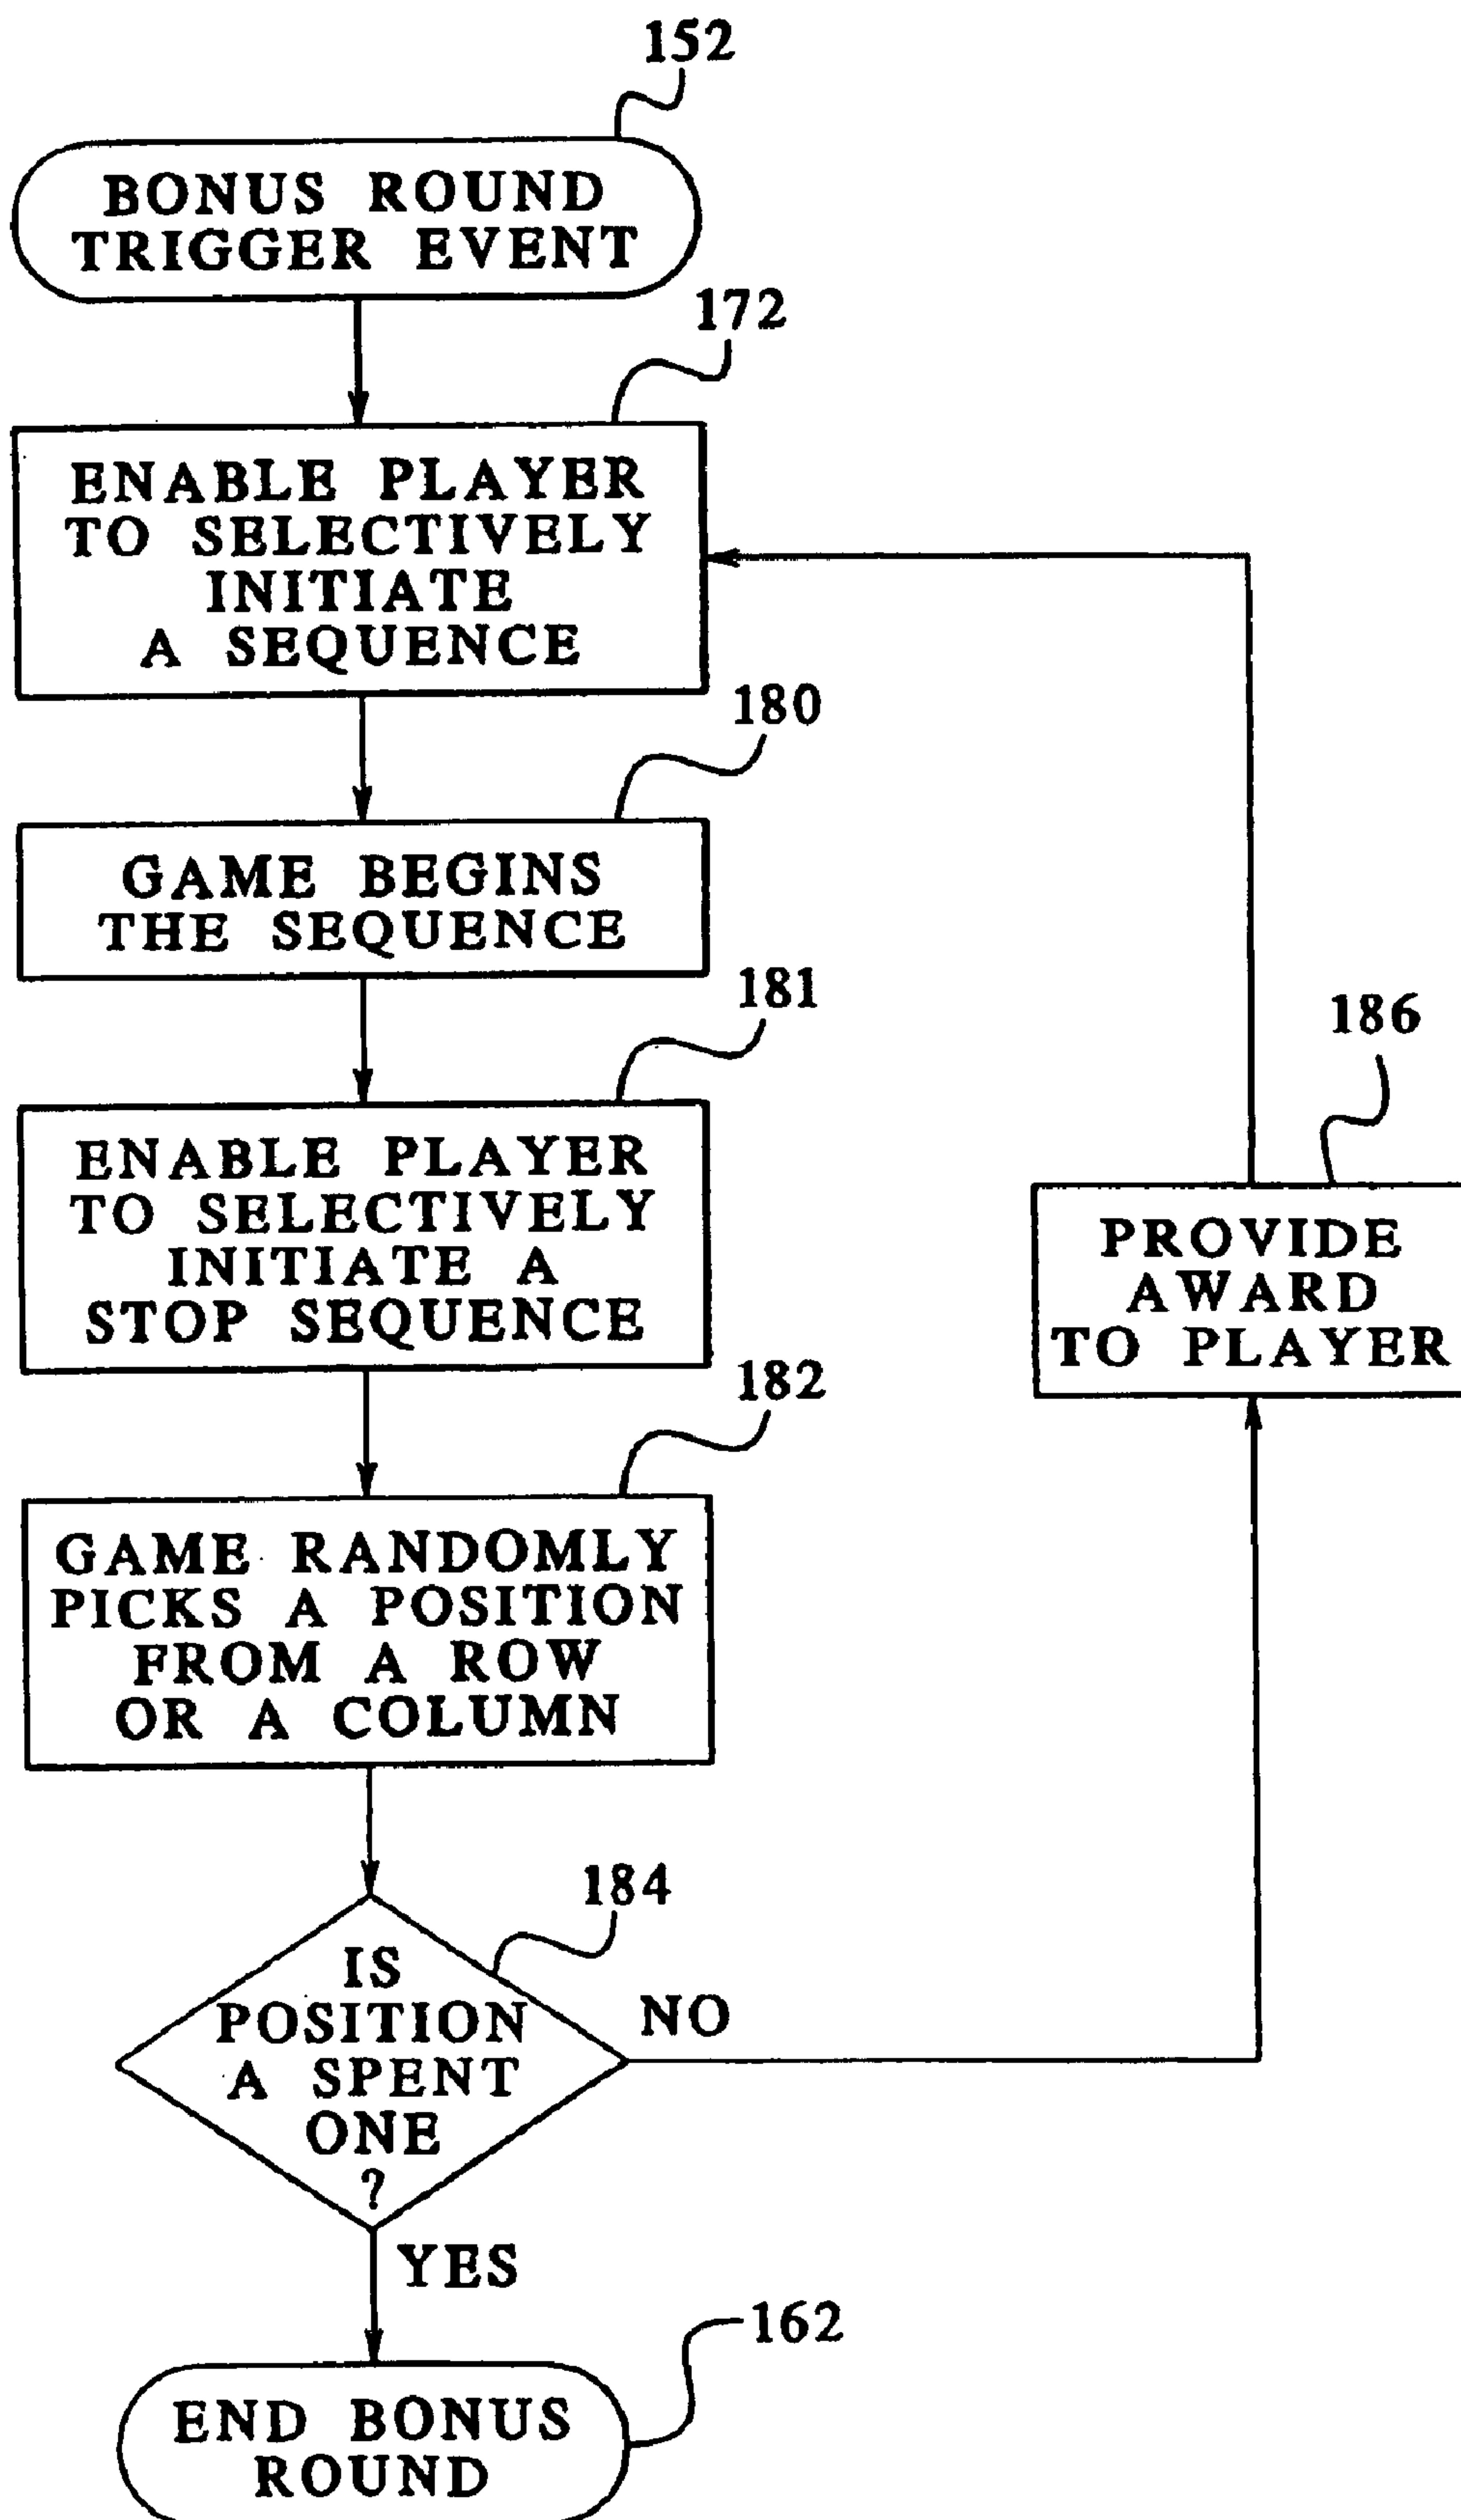 152
BONUS ROUND
TRIGGER EVENT
172
ENABLE PLAYER
TO SELECTIVELY
INITIATE
A SEQUENCE
180
GAME BEGINS
THE SEQUENCE
181
ENABLE PLAYER
TO SELECTIVELY
INITIATE A
STOP SEQUENCE
186
PROVIDE
AWARD
TO PLAYER
182
GAME RANDOMLY
PICKS A POSITION
FROM A ROW
OR A COLUMN
184
IS
POSITION
A SPENT
ONE
?
NO
YES
162
END BONUS
ROUND